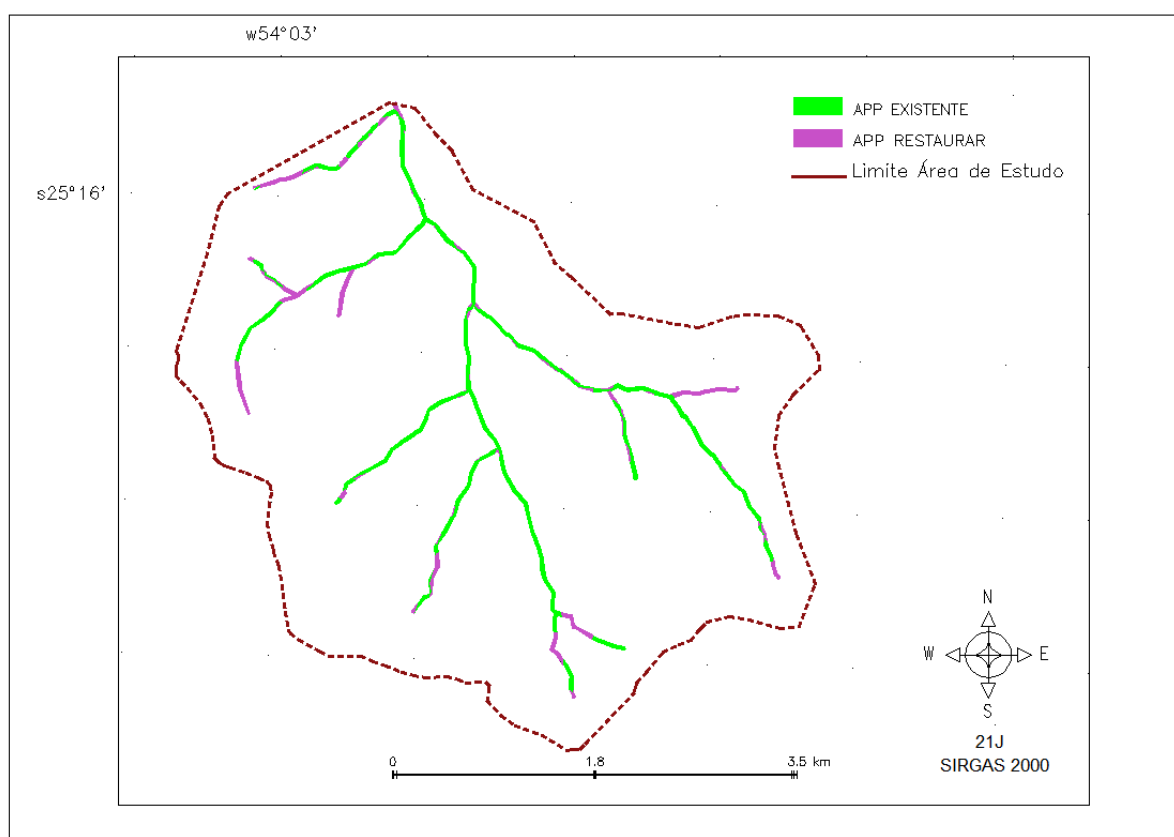 w54°03'
s25°16'
APP EXISTENTE
APP RESTAURAR
Limite Área de Estudo
N
W E
S
21J
SIRGAS 2000
0 1.8 3.5 km